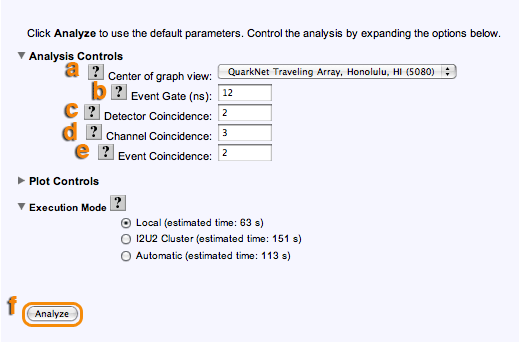 Click Analyze to use the default parameters. Control the analysis by expanding the options below.
▼ Analysis Controls
a ? Center of graph view: QuarkNet Traveling Array, Honolulu, HI (5080)
b ? Event Gate (ns): 12
c ? Detector Coincidence: 2
d ? Channel Coincidence: 3
e ? Event Coincidence: 2
▶ Plot Controls
▼ Execution Mode ?
Local (estimated time: 63 s)
I2U2 Cluster (estimated time: 151 s)
Automatic (estimated time: 113 s)
f Analyze